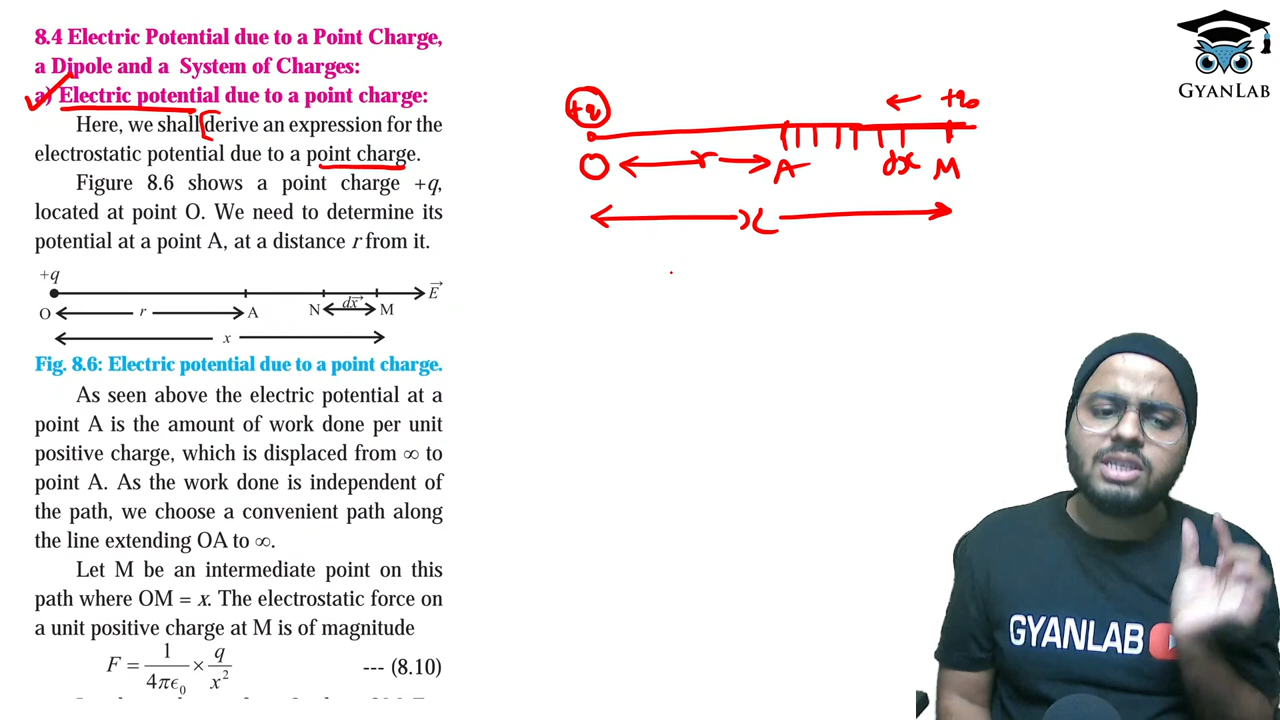 8.4 Electric Potential due to a Point Charge,
a Dipole and a System of Charges:
a) Electric potential due to a point charge:
Here, we shall derive an expression for the
electrostatic potential due to a point charge.
Figure 8.6 shows a point charge +q,
located at point O. We need to determine its
potential at a point A, at a distance r from it.
+q
E
O r A N dx M
x
Fig. 8.6: Electric potential due to a point charge.
As seen above the electric potential at a
point A is the amount of work done per unit
positive charge, which is displaced from ∞ to
point A. As the work done is independent of
the path, we choose a convenient path along
the line extending OA to ∞.
Let M be an intermediate point on this
path where OM = x. The electrostatic force on
a unit positive charge at M is of magnitude
F = 1/4πϵ₀ × q/x² --- (8.10)
+q +q₀
O r A dx M
x
GYANLAB
GYANLAB